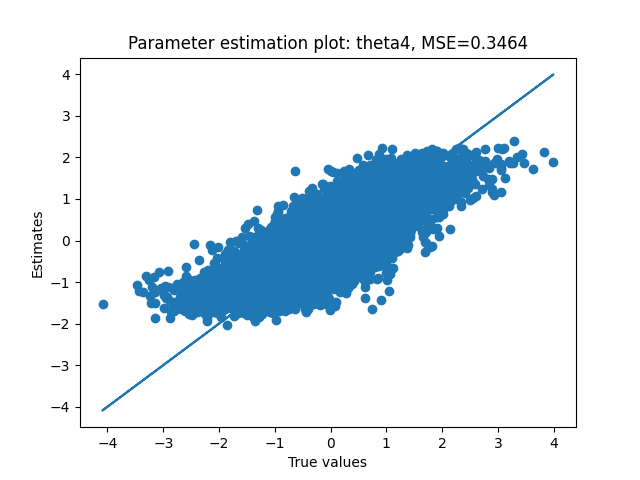 Parameter estimation plot: theta4, MSE=0.3464
4
3
2
1
0
−1
−2
−3
−4
Estimates
−4 −3 −2 −1 0 1 2 3 4
True values